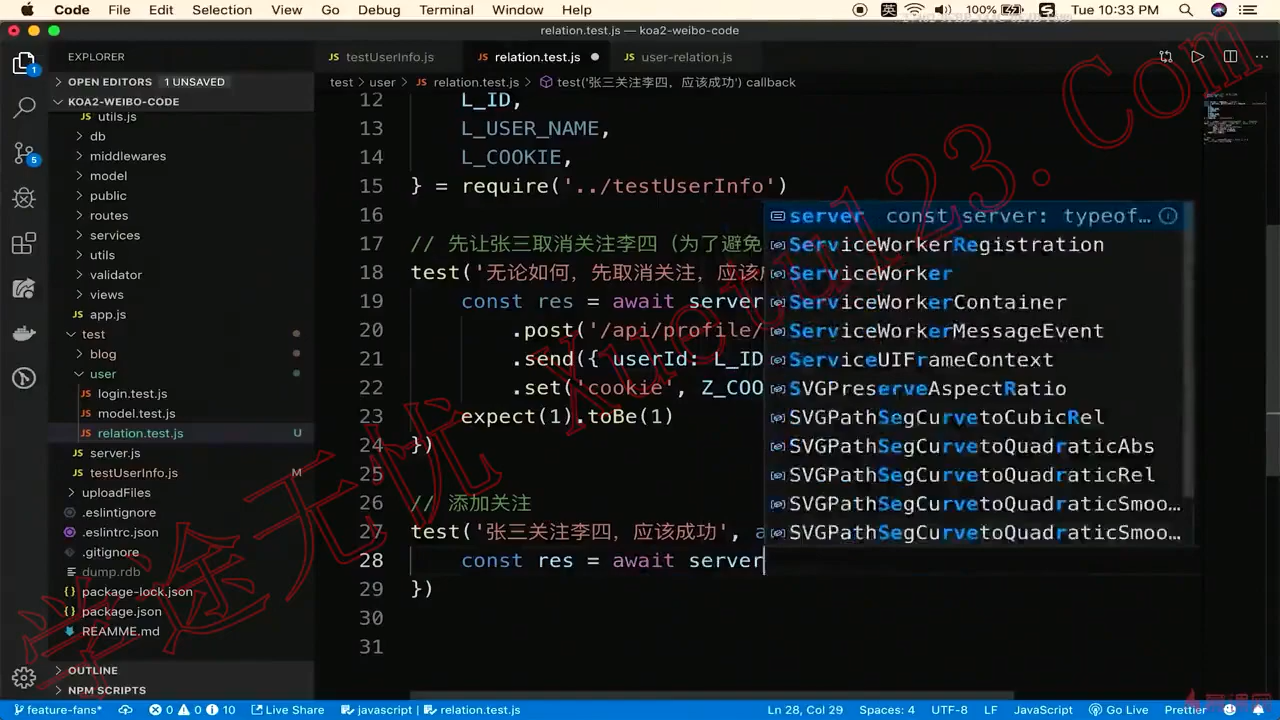 Code File Edit Selection View Go Debug Terminal Window Help 英 100% Tue 10:33 PM
relation.test.js — koa2-weibo-code
EXPLORER
OPEN EDITORS 1 UNSAVED
KOA2-WEIBO-CODE
utils.js
db
middlewares
model
public
routes
services
utils
validator
views
app.js
test
blog
user
login.test.js
model.test.js
relation.test.js U
server.js
testUserInfo.js M
uploadFiles
.eslintignore
.eslintrc.json
.gitignore
dump.rdb
package-lock.json
package.json
REAMME.md
OUTLINE
NPM SCRIPTS
1
5
testUserInfo.js relation.test.js user-relation.js
test › user › relation.test.js › test('张三关注李四，应该成功') callback
12 L_ID,
13 L_USER_NAME,
14 L_COOKIE,
15 } = require('../testUserInfo')
16
17 // 先让张三取消关注李四（为了避免
18 test('无论如何，先取消关注，应该
19 const res = await server
20 .post('/api/profile/
21 .send({ userId: L_ID
22 .set('cookie', Z_COO
23 expect(1).toBe(1)
24 })
25
26 // 添加关注
27 test('张三关注李四，应该成功', a
28 const res = await server
29 })
30
31
server const server: typeof…
ServiceWorkerRegistration
ServiceWorker
ServiceWorkerContainer
ServiceWorkerMessageEvent
ServiceUIFrameContext
SVGPreserveAspectRatio
SVGPathSegCurvetoCubicRel
SVGPathSegCurvetoQuadraticAbs
SVGPathSegCurvetoQuadraticRel
SVGPathSegCurvetoQuadraticSmoo…
SVGPathSegCurvetoQuadraticSmoo…
学途无忧 Xuetu123.Com
feature-fans* 0 0 10 Live Share javascript | relation.test.js Ln 28, Col 29 Spaces: 4 UTF-8 LF JavaScript Go Live Prettier